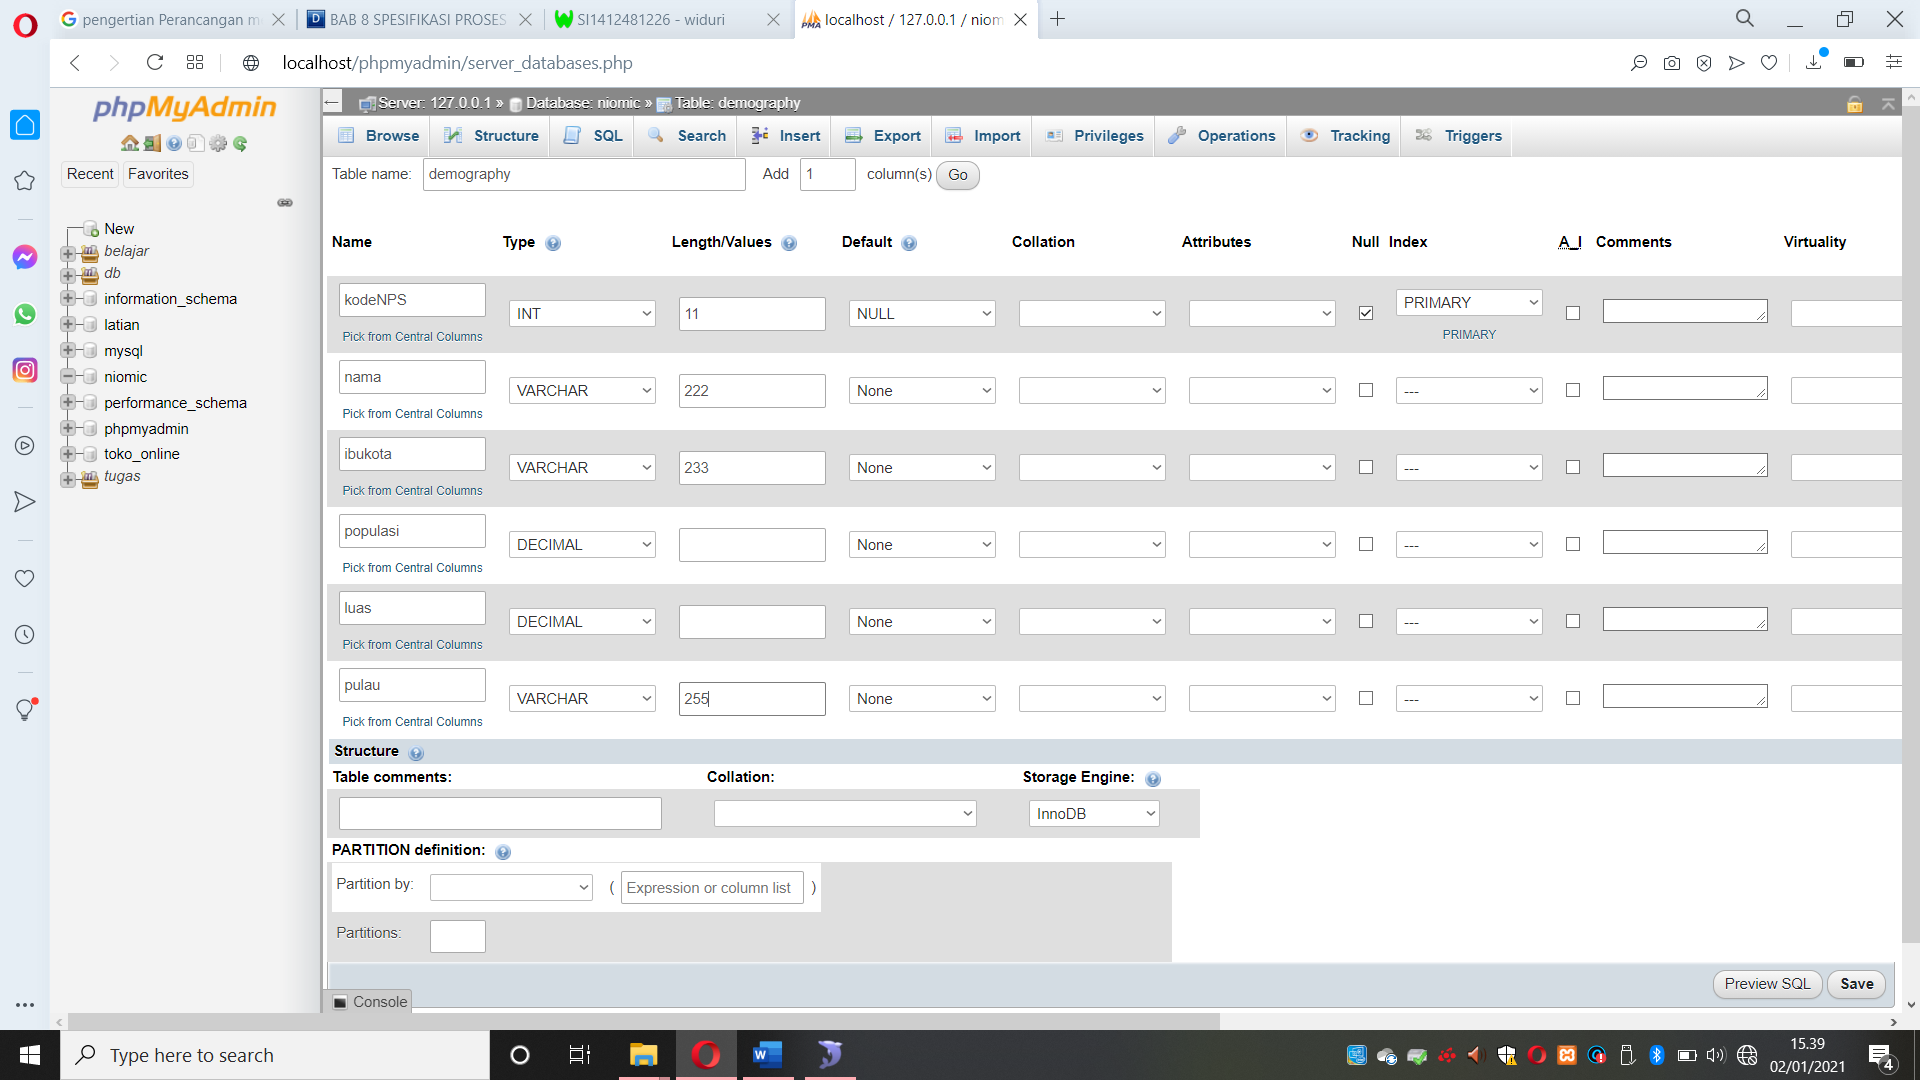 pengertian Perancangan m
BAB 8 SPESIFIKASI PROSES
SI1412481226 - widuri
localhost / 127.0.0.1 / niom
localhost/phpmyadmin/server_databases.php
phpMyAdmin
Recent
Favorites
New
belajar
db
information_schema
latian
mysql
niomic
performance_schema
phpmyadmin
toko_online
tugas
Server: 127.0.0.1 » Database: niomic » Table: demography
Browse Structure SQL Search Insert Export Import Privileges Operations Tracking Triggers
Table name: demography Add 1 column(s) Go
Name Type Length/Values Default Collation Attributes Null Index A_I Comments Virtuality
kodeNPS INT 11 NULL PRIMARY
Pick from Central Columns PRIMARY
nama VARCHAR 222 None ---
Pick from Central Columns
ibukota VARCHAR 233 None ---
Pick from Central Columns
populasi DECIMAL None ---
Pick from Central Columns
luas DECIMAL None ---
Pick from Central Columns
pulau VARCHAR 255 None ---
Pick from Central Columns
Structure
Table comments: Collation: Storage Engine:
InnoDB
PARTITION definition:
Partition by: ( Expression or column list )
Partitions:
Preview SQL Save
Console
Type here to search
15.39
02/01/2021
4